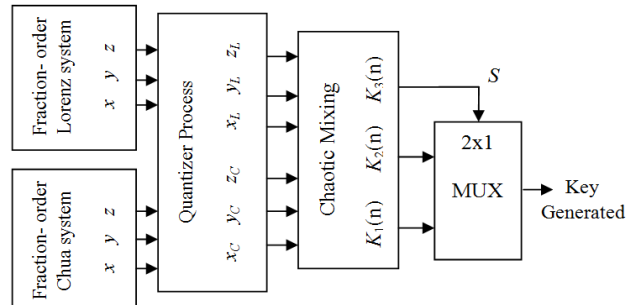 Fraction- order
Lorenz system
x y z
Fraction- order
Chua system
x y z
Quantizer Process
z_L
y_L
x_L
z_C
y_C
x_C
Chaotic Mixing
K_3(n)
K_2(n)
K_1(n)
S
2x1
MUX
Key
Generated